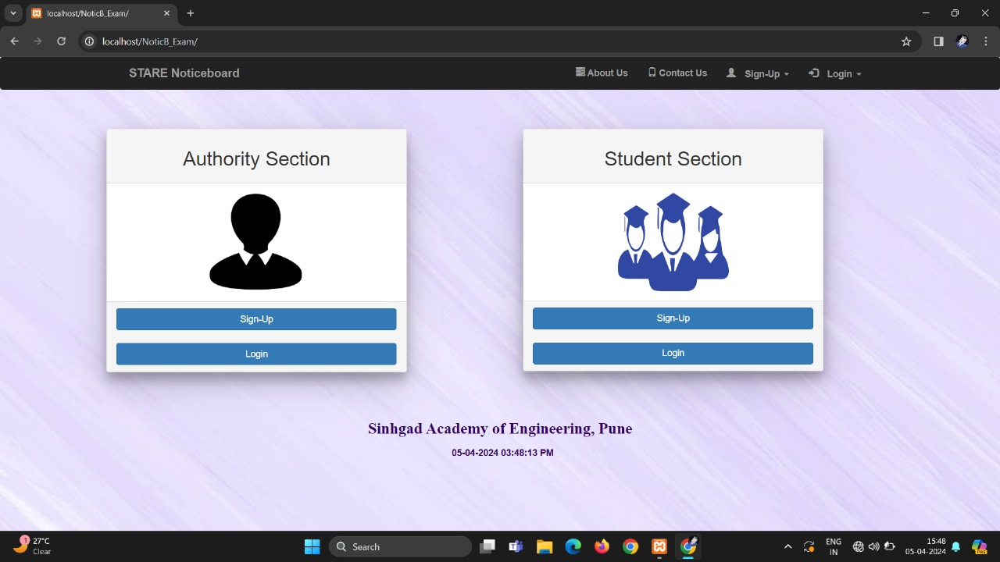 localhost/NoticB_Exam/
localhost/NoticB_Exam/
STARE Noticeboard
About Us
Contact Us
Sign-Up
Login
Authority Section
Sign-Up
Login
Student Section
Sign-Up
Login
Sinhgad Academy of Engineering, Pune
05-04-2024 03:48:13 PM
1
27°C
Clear
Search
T
ENG
IN
15:48
05-04-2024
PRE